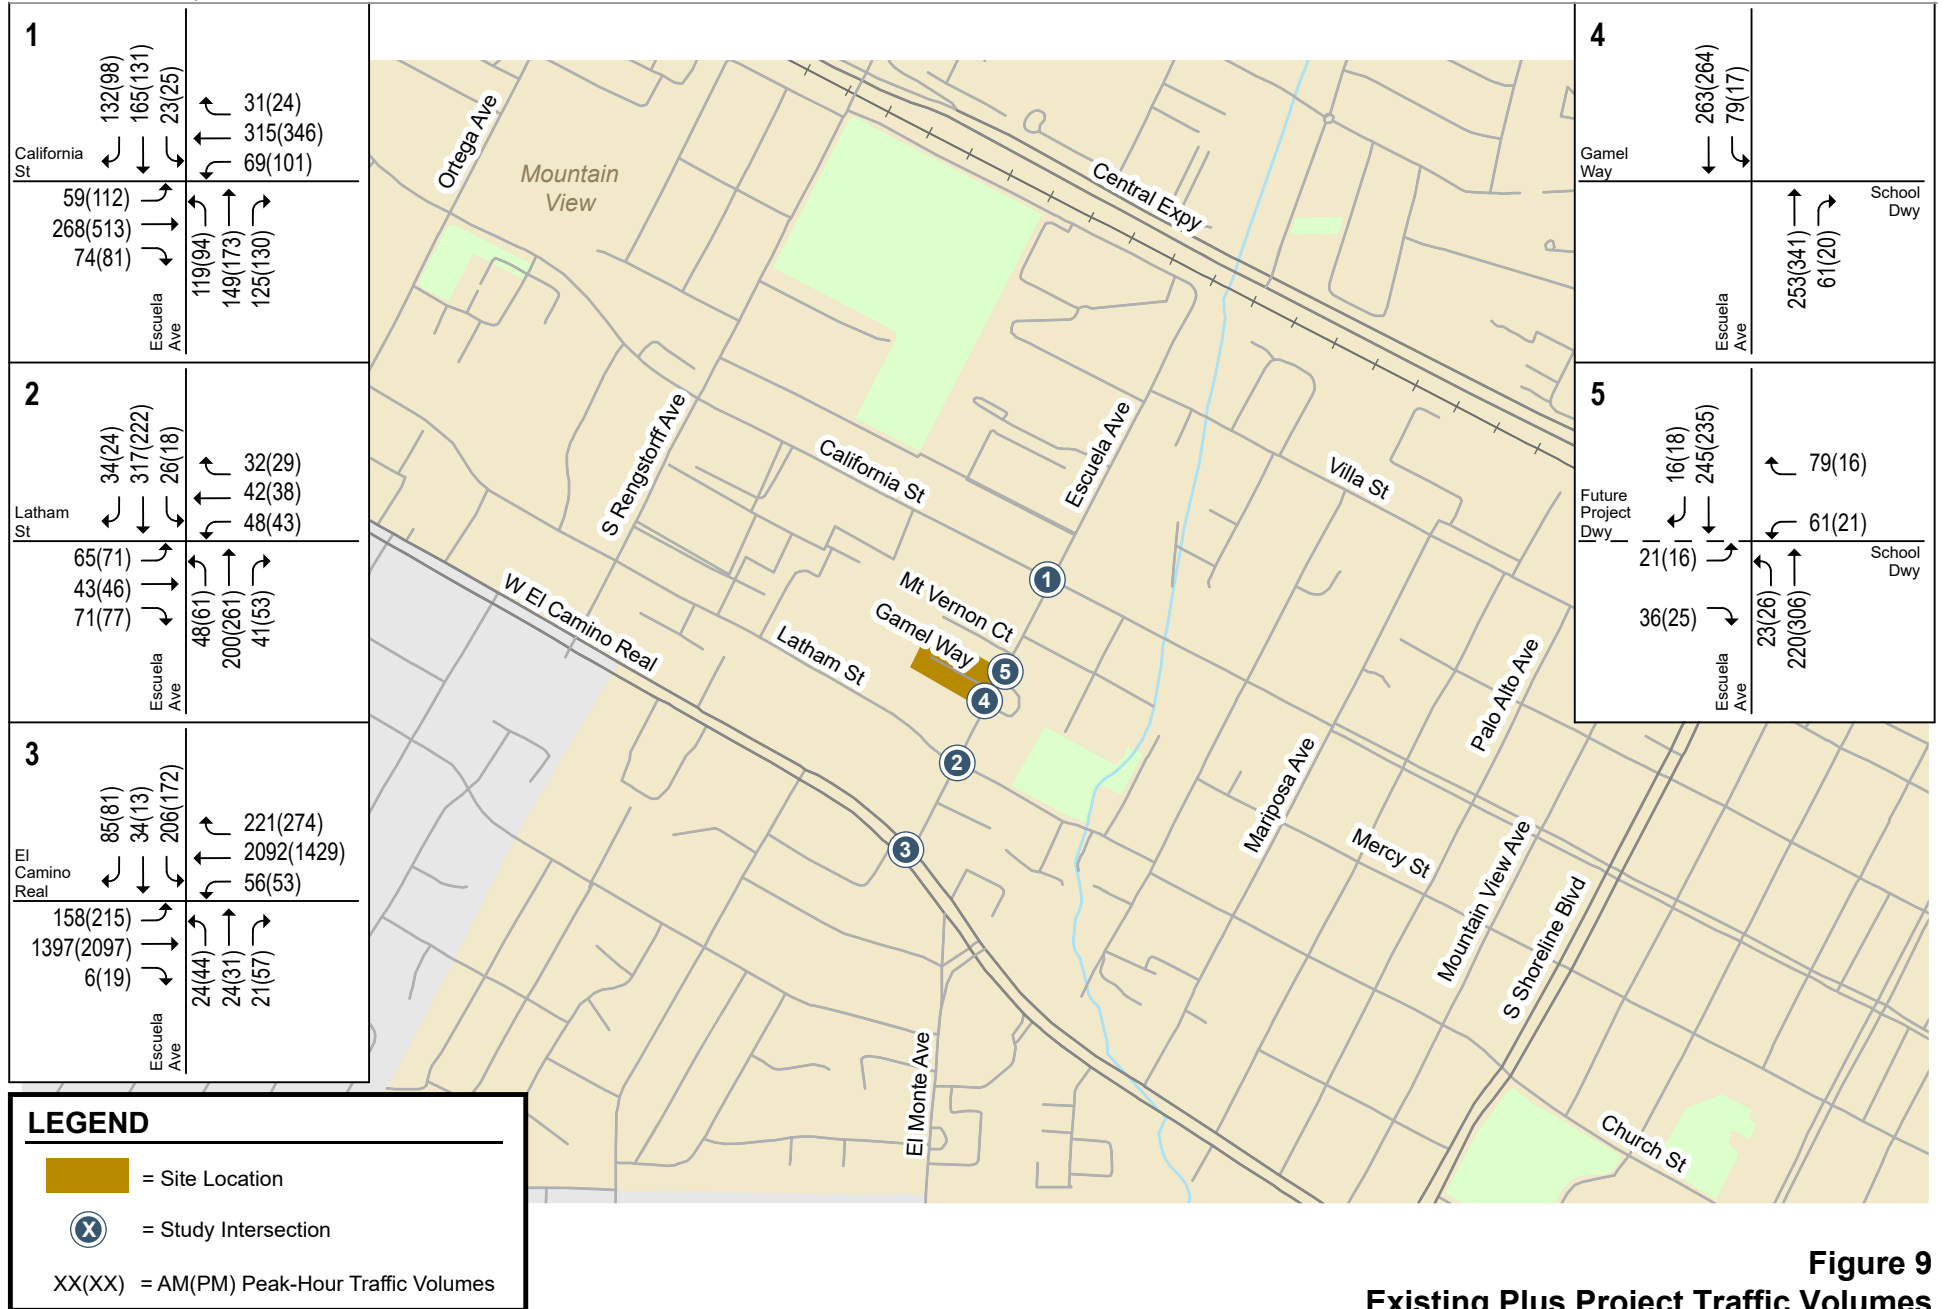 1
132(98)
165(131)
23(25)
31(24)
315(346)
69(101)
California
St
59(112)
268(513)
74(81)
119(94)
149(173)
125(130)
Escuela
Ave
2
34(24)
317(222)
26(18)
32(29)
42(38)
48(43)
Latham
St
65(71)
43(46)
71(77)
48(61)
200(261)
41(53)
Escuela
Ave
3
85(81)
34(13)
206(172)
221(274)
2092(1429)
56(53)
El
Camino
Real
158(215)
1397(2097)
6(19)
24(44)
24(31)
21(57)
Escuela
Ave
4
263(264)
79(17)
Gamel
Way
School
Dwy
253(341)
61(20)
Escuela
Ave
5
16(18)
245(235)
79(16)
61(21)
Future
Project
Dwy
School
Dwy
21(16)
36(25)
23(26)
220(306)
Escuela
Ave
Ortega Ave
Mountain
View
Central Expy
S Rengstorff Ave
California St
Escuela Ave
Villa St
W El Camino Real
Mt Vernon Ct
Gamel Way
Latham St
1
5
4
2
3
Palo Alto Ave
Mariposa Ave
Mercy St
Mountain View Ave
S Shoreline Blvd
El Monte Ave
Church St
LEGEND
= Site Location
X = Study Intersection
XX(XX) = AM(PM) Peak-Hour Traffic Volumes
Figure 9
Existing Plus Project Traffic Volumes